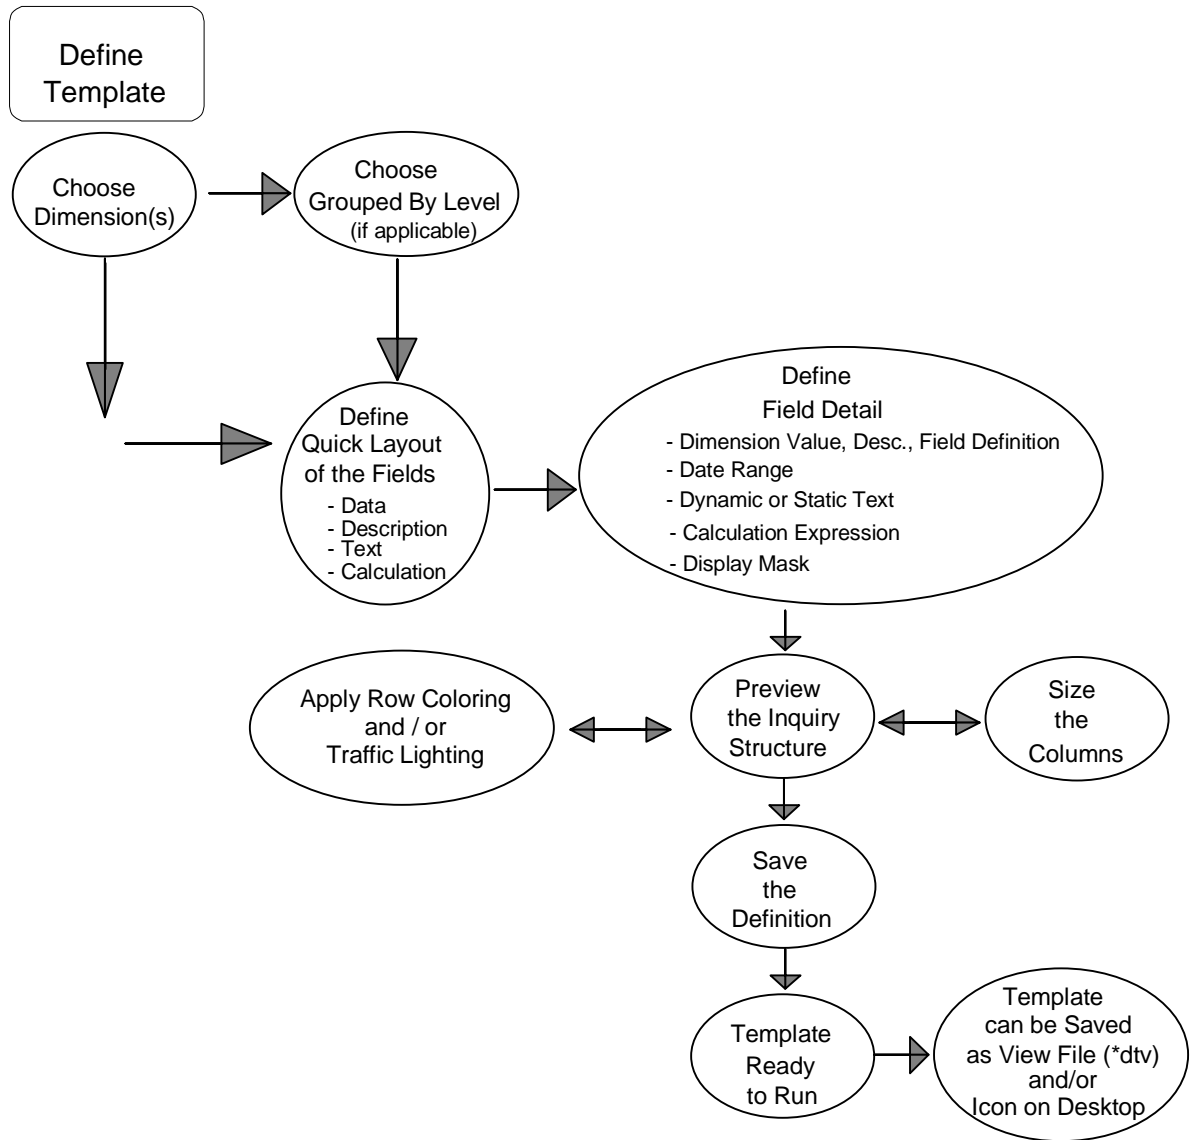 Define
Template
Choose
Dimension(s)
Choose
Grouped By Level
(if applicable)
Define
Quick Layout
of the Fields
- Data
- Description
- Text
- Calculation
Define
Field Detail
- Dimension Value, Desc., Field Definition
- Date Range
- Dynamic or Static Text
- Calculation Expression
- Display Mask
Apply Row Coloring
and / or
Traffic Lighting
Preview
the Inquiry
Structure
Size
the
Columns
Save
the
Definition
Template
Ready
to Run
Template
can be Saved
as View File (*dtv)
and/or
Icon on Desktop